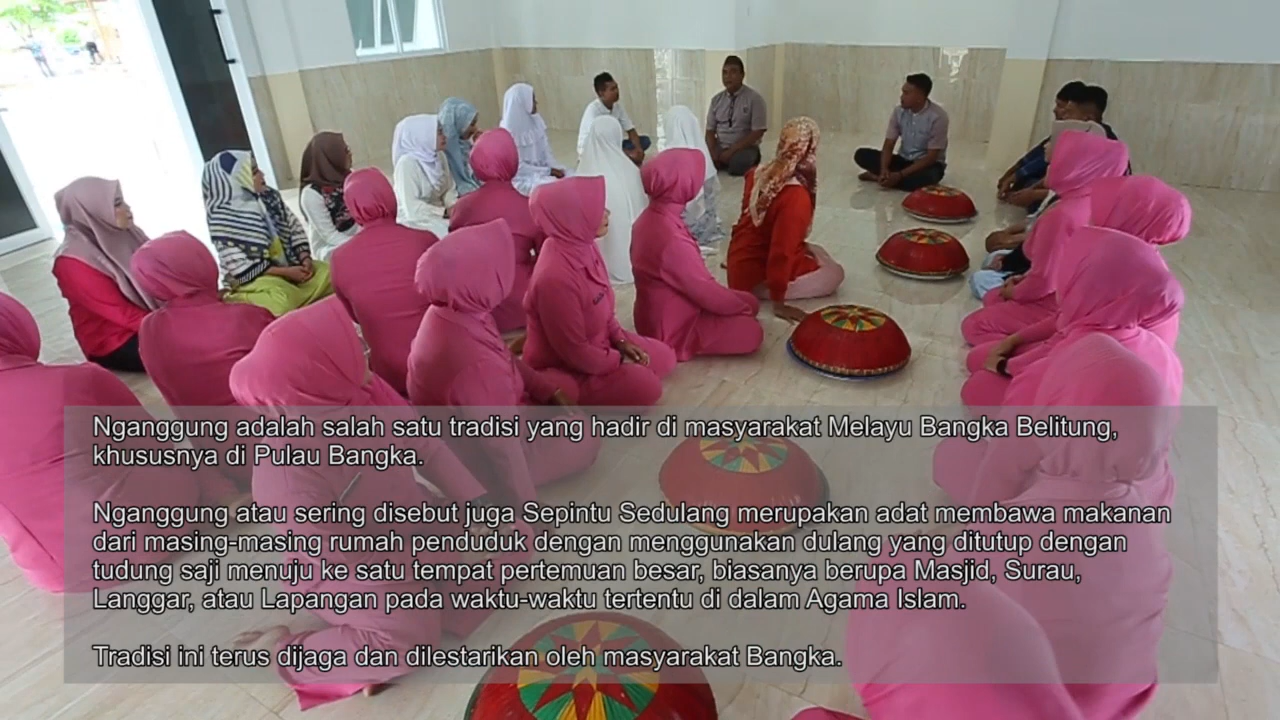 Nganggung adalah salah satu tradisi yang hadir di masyarakat Melayu Bangka Belitung,
khususnya di Pulau Bangka.
Nganggung atau sering disebut juga Sepintu Sedulang merupakan adat membawa makanan
dari masing-masing rumah penduduk dengan menggunakan dulang yang ditutup dengan
tudung saji menuju ke satu tempat pertemuan besar, biasanya berupa Masjid, Surau,
Langgar, atau Lapangan pada waktu-waktu tertentu di dalam Agama Islam.
Tradisi ini terus dijaga dan dilestarikan oleh masyarakat Bangka.